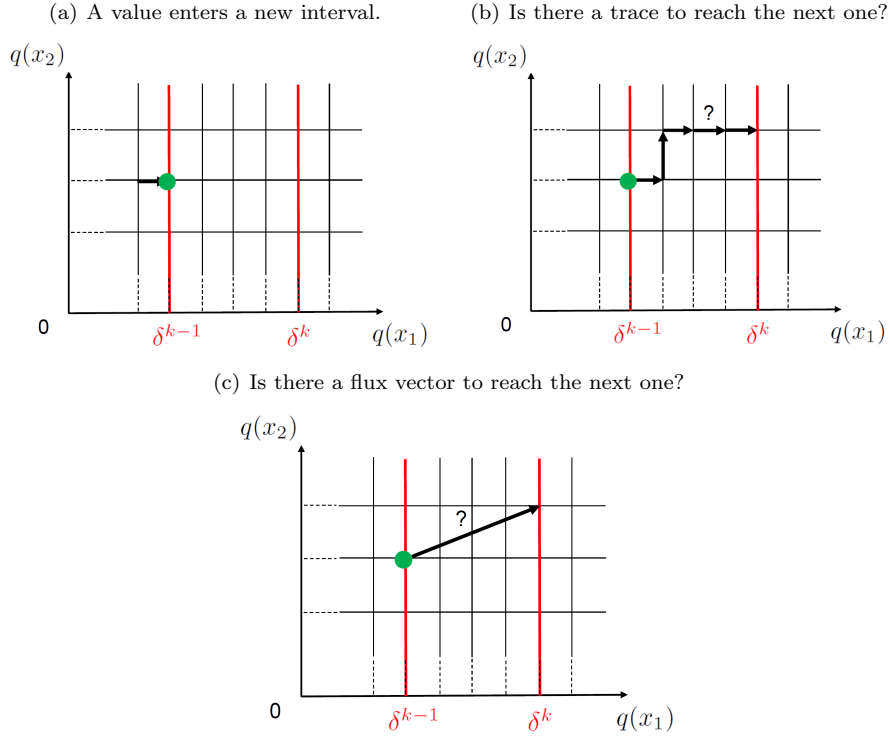 (a) A value enters a new interval.
q(x₂)
0
δᵏ⁻¹
δᵏ
q(x₁)
(b) Is there a trace to reach the next one?
q(x₂)
?
0
δᵏ⁻¹
δᵏ
q(x₁)
(c) Is there a flux vector to reach the next one?
q(x₂)
?
0
δᵏ⁻¹
δᵏ
q(x₁)